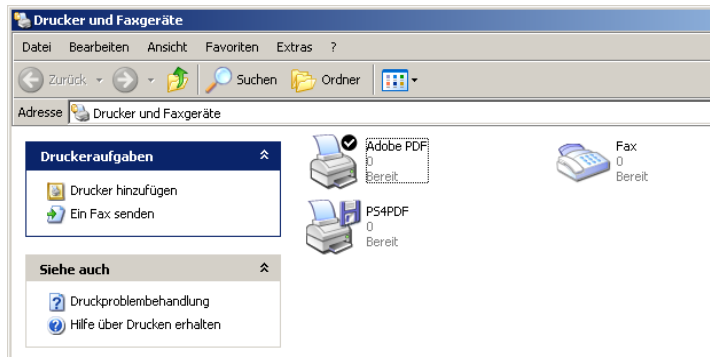 Drucker und Faxgeräte
Datei Bearbeiten Ansicht Favoriten Extras ?
Zurück Suchen Ordner
Adresse Drucker und Faxgeräte
Druckeraufgaben
Drucker hinzufügen
Ein Fax senden
Siehe auch
Druckproblembehandlung
Hilfe über Drucken erhalten
Adobe PDF
0
Bereit
Fax
0
Bereit
PS4PDF
0
Bereit